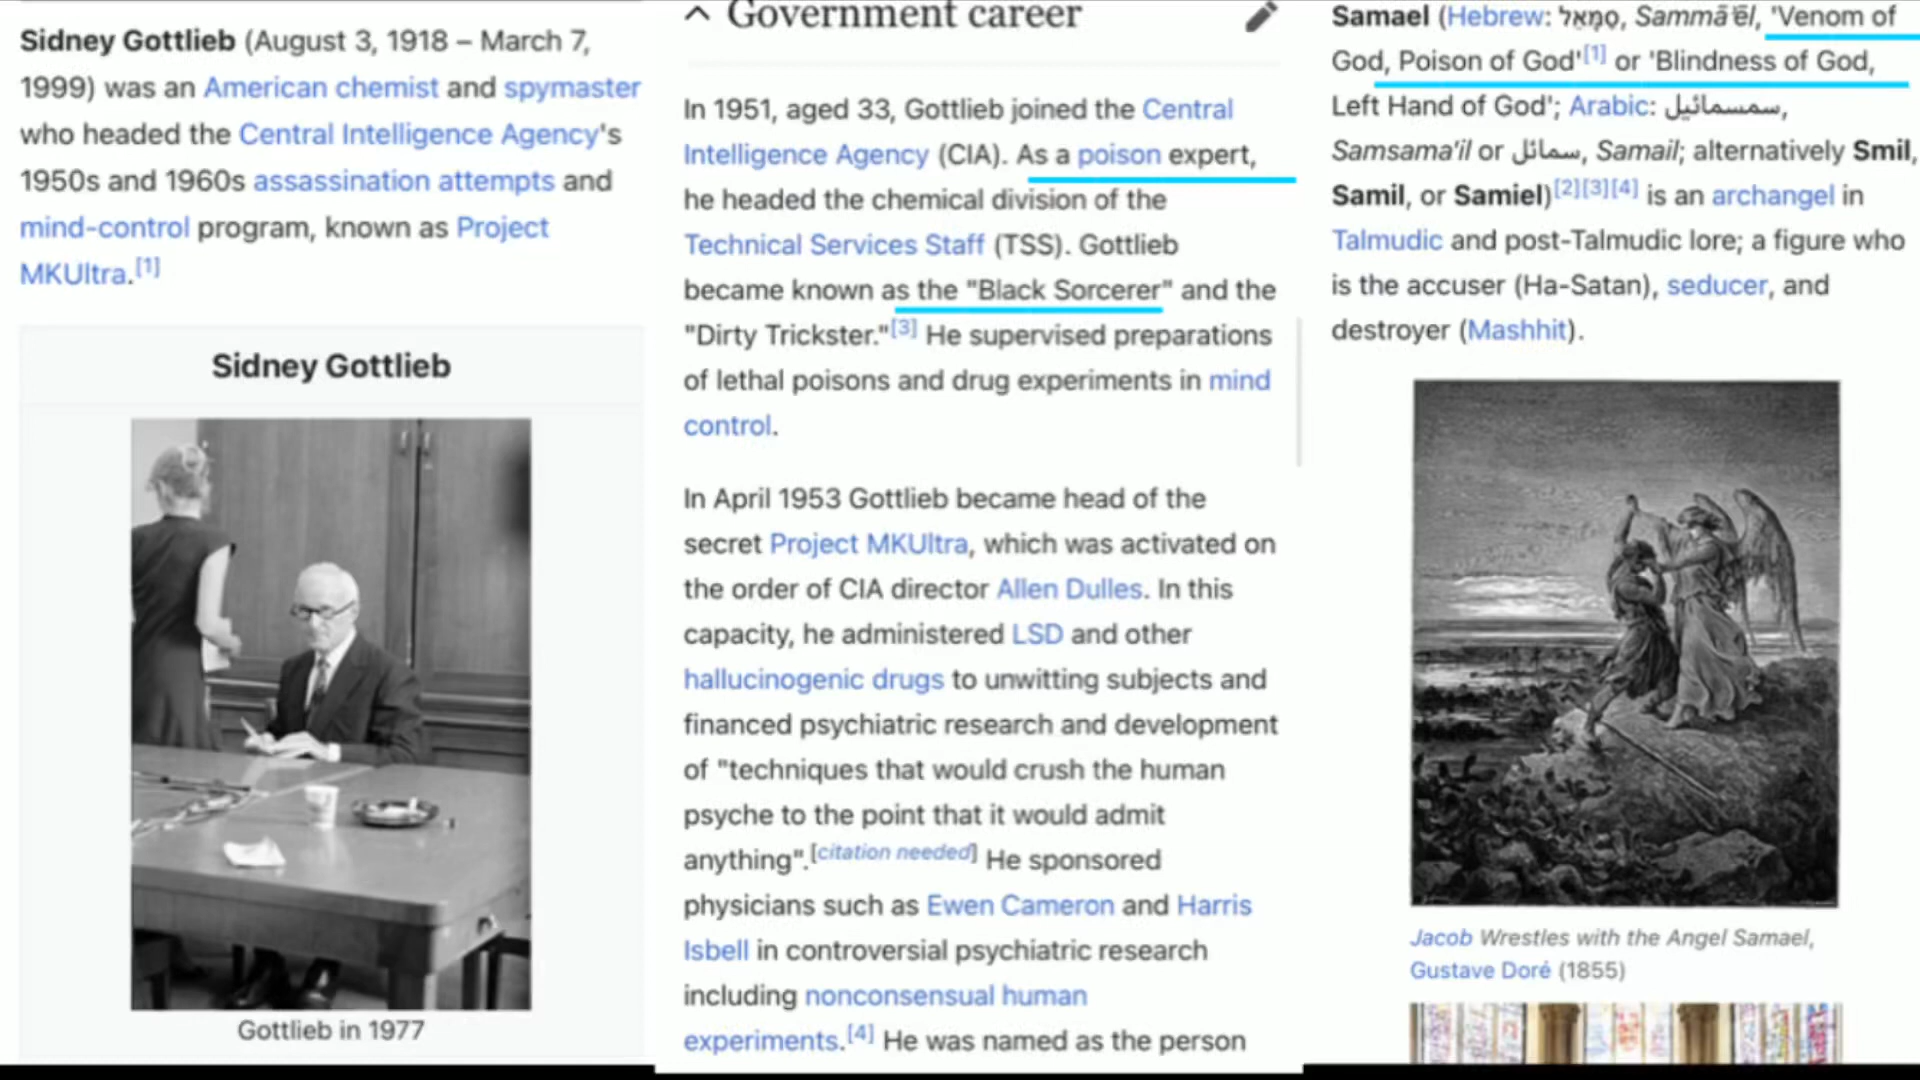 Sidney Gottlieb (August 3, 1918 – March 7,
1999) was an American chemist and spymaster
who headed the Central Intelligence Agency's
1950s and 1960s assassination attempts and
mind-control program, known as Project
MKUltra.[1]
Sidney Gottlieb
Gottlieb in 1977
Government career
In 1951, aged 33, Gottlieb joined the Central
Intelligence Agency (CIA). As a poison expert,
he headed the chemical division of the
Technical Services Staff (TSS). Gottlieb
became known as the "Black Sorcerer" and the
"Dirty Trickster."[3] He supervised preparations
of lethal poisons and drug experiments in mind
control.
In April 1953 Gottlieb became head of the
secret Project MKUltra, which was activated on
the order of CIA director Allen Dulles. In this
capacity, he administered LSD and other
hallucinogenic drugs to unwitting subjects and
financed psychiatric research and development
of "techniques that would crush the human
psyche to the point that it would admit
anything".[citation needed] He sponsored
physicians such as Ewen Cameron and Harris
Isbell in controversial psychiatric research
including nonconsensual human
experiments.[4] He was named as the person
Samael (Hebrew: סַמָּאֵל, Sammāʾēl, 'Venom of
God, Poison of God'[1] or 'Blindness of God,
Left Hand of God'; Arabic: سمسمائيل,
Samsama'il or سمائل, Samail; alternatively Smil,
Samil, or Samiel)[2][3][4] is an archangel in
Talmudic and post-Talmudic lore; a figure who
is the accuser (Ha-Satan), seducer, and
destroyer (Mashhit).
Jacob Wrestles with the Angel Samael,
Gustave Doré (1855)